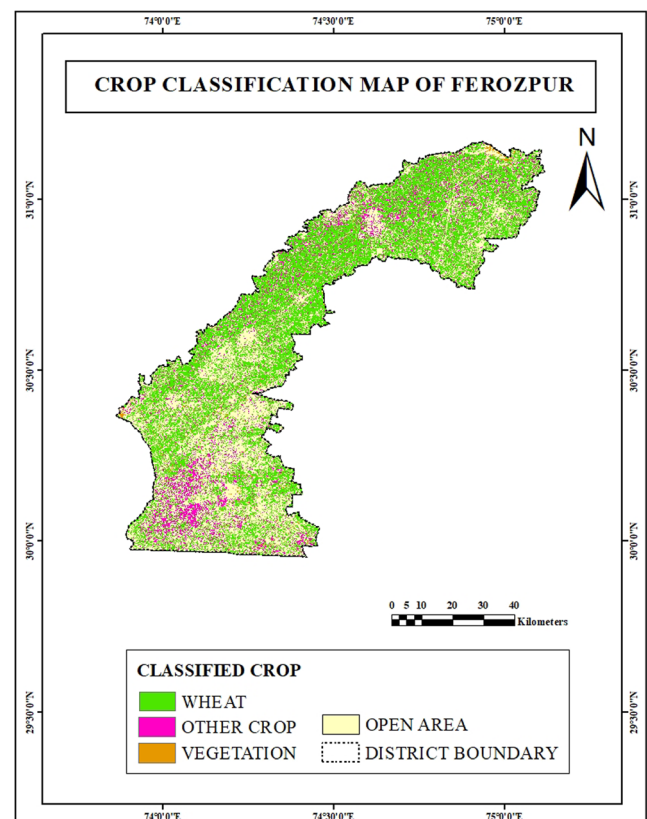 74°0'0"E 74°30'0"E 75°0'0"E
CROP CLASSIFICATION MAP OF FEROZPUR
N
31°0'0"N 31°0'0"N
30°30'0"N 30°30'0"N
30°0'0"N 30°0'0"N
0 5 10 20 30 40
Kilometers
CLASSIFIED CROP
WHEAT
OTHER CROP OPEN AREA
VEGETATION DISTRICT BOUNDARY
29°30'0"N 29°30'0"N
74°0'0"E 74°30'0"E 75°0'0"E